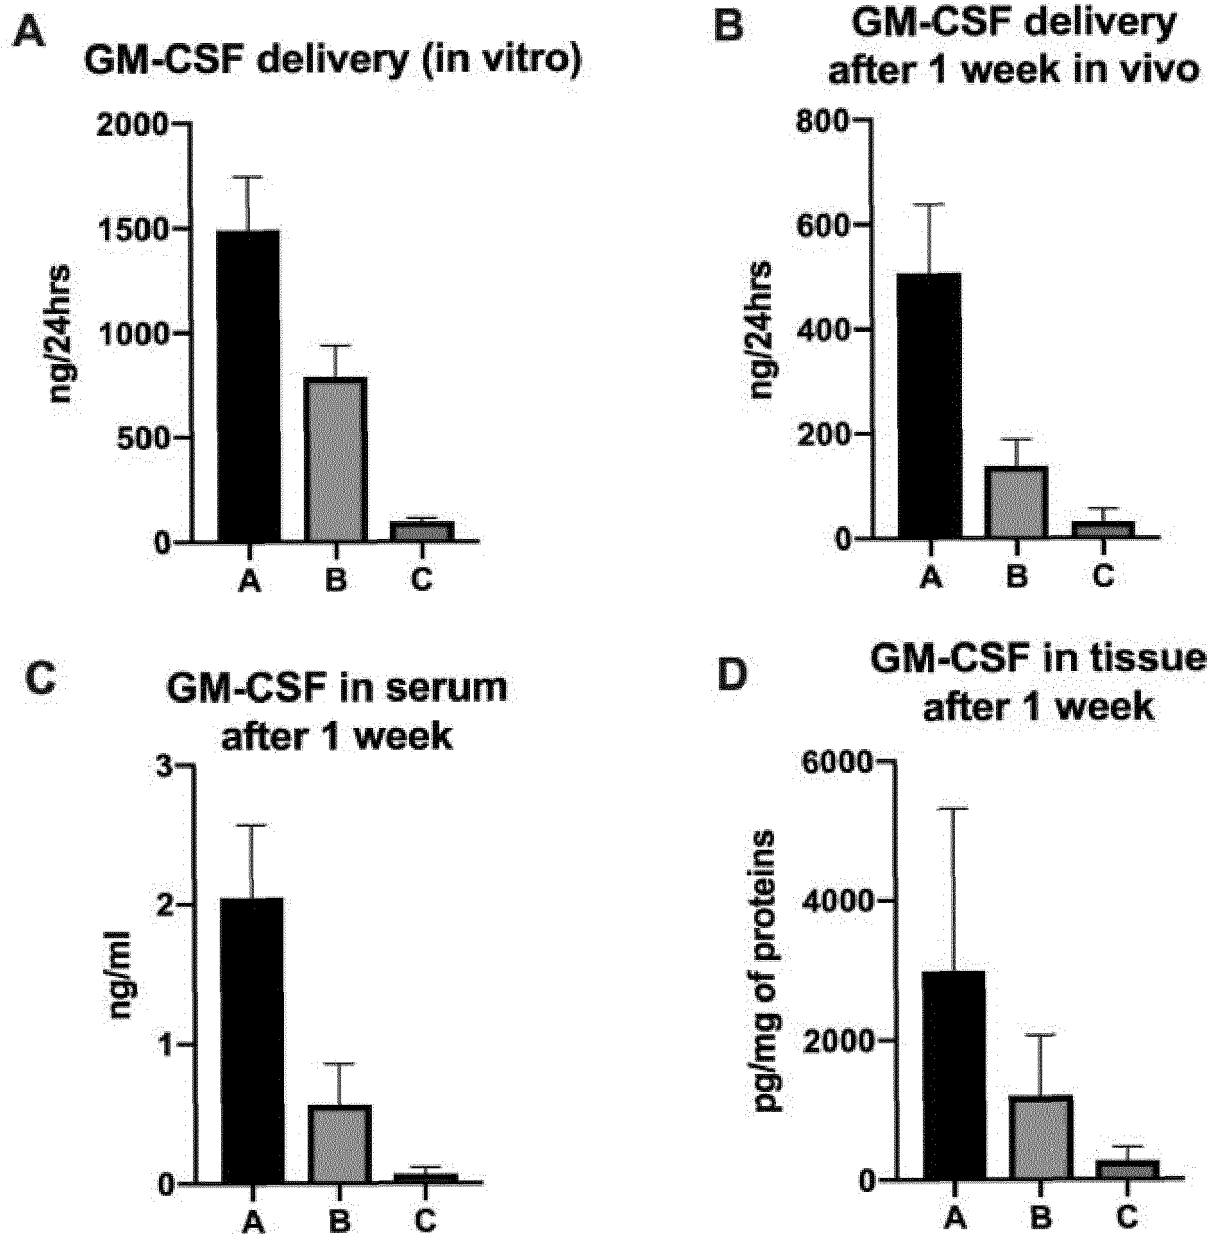 A
GM-CSF delivery (in vitro)
2000
1500
1000
500
0
ng/24hrs
A B C
B
GM-CSF delivery
after 1 week in vivo
800
600
400
200
0
ng/24hrs
A B C
C
GM-CSF in serum
after 1 week
3
2
1
0
ng/ml
A B C
D
GM-CSF in tissue
after 1 week
6000
4000
2000
0
pg/mg of proteins
A B C